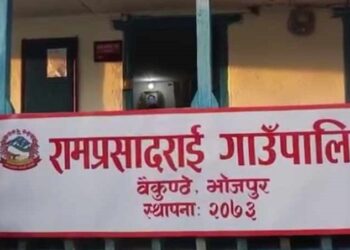 रामप्रसादराई गाउँपालि
वैकुण्ठे, भोजपुर
स्थापना: २०७३